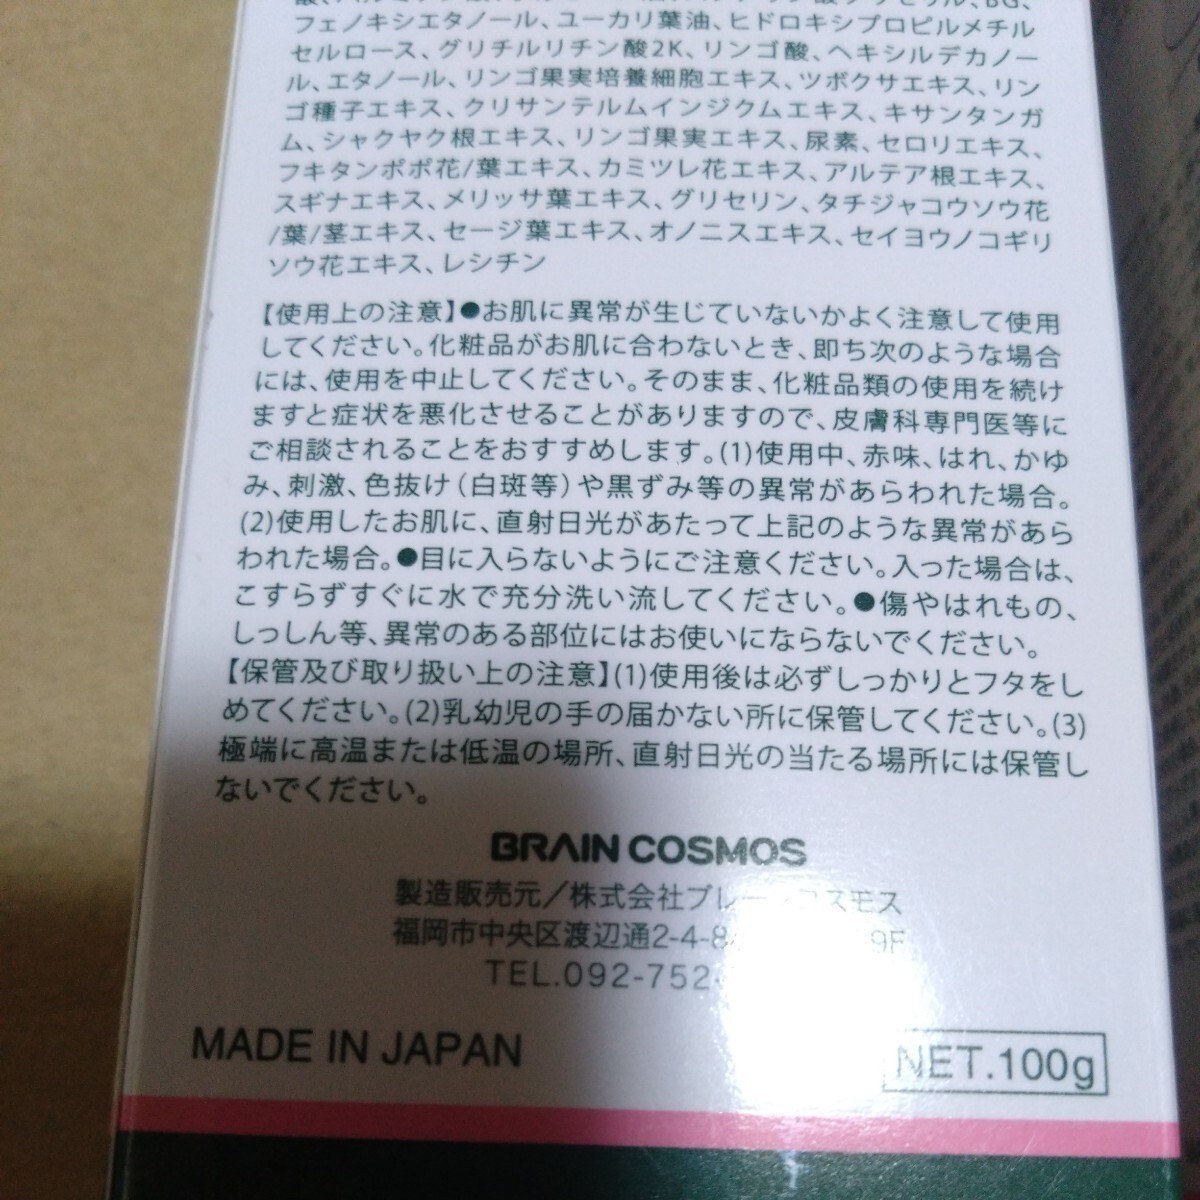 BG、
フェノキシエタノール、ユーカリ葉油、ヒドロキシプロピルメチル
セルロース、グリチルリチン酸2K、リンゴ酸、ヘキシルデカノー
ル、エタノール、リンゴ果実培養細胞エキス、ツボクサエキス、リン
ゴ種子エキス、クリサンテルムインジクムエキス、キサンタンガ
ム、シャクヤク根エキス、リンゴ果実エキス、尿素、セロリエキス、
フキタンポポ花/葉エキス、カミツレ花エキス、アルテア根エキス、
スギナエキス、メリッサ葉エキス、グリセリン、タチジャコウソウ花
/葉/茎エキス、セージ葉エキス、オノニスエキス、セイヨウノコギリ
ソウ花エキス、レシチン
【使用上の注意】●お肌に異常が生じていないかよく注意して使用
してください。化粧品がお肌に合わないとき、即ち次のような場合
には、使用を中止してください。そのまま、化粧品類の使用を続け
ますと症状を悪化させることがありますので、皮膚科専門医等に
ご相談されることをおすすめします。(1)使用中、赤味、はれ、かゆ
み、刺激、色抜け（白斑等）や黒ずみ等の異常があらわれた場合。
(2)使用したお肌に、直射日光があたって上記のような異常があら
われた場合。●目に入らないようにご注意ください。入った場合は、
こすらずすぐに水で充分洗い流してください。●傷やはれもの、
しっしん等、異常のある部位にはお使いにならないでください。
【保管及び取り扱い上の注意】(1)使用後は必ずしっかりとフタをし
めてください。(2)乳幼児の手の届かない所に保管してください。(3)
極端に高温または低温の場所、直射日光の当たる場所には保管し
ないでください。
BRAIN COSMOS
製造販売元／株式会社ブレーンコスモス
福岡市中央区渡辺通2-4-8 9F
TEL.092-752-
MADE IN JAPAN
NET.100g